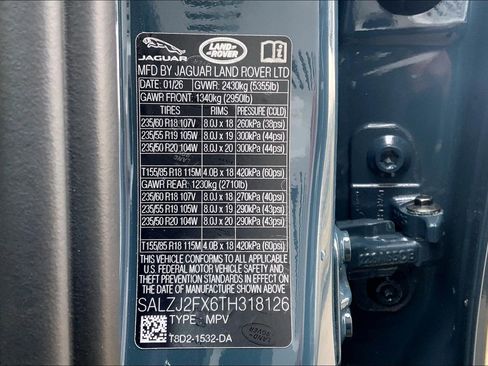 JAGUAR
LAND ROVER
MFD BY JAGUAR LAND ROVER LTD
DATE: 01/26 GVWR: 2430kg (5355lb)
GAWR FRONT: 1340kg (2950lb)
TIRES RIMS PRESSURE (COLD)
235/60 R18 107V 8.0J x 18 260kPa (38psi)
235/55 R19 105W 8.0J x 19 300kPa (44psi)
235/50 R20 104W 8.0J x 20 300kPa (44psi)
T155/85 R18 115M 4.0B x 18 420kPa (60psi)
GAWR REAR: 1230kg (2710lb)
235/60 R18 107V 8.0J x 18 270kPa (40psi)
235/55 R19 105W 8.0J x 19 290kPa (43psi)
235/50 R20 104W 8.0J x 20 290kPa (43psi)
T155/85 R18 115M 4.0B x 18 420kPa (60psi)
THIS VEHICLE CONFORMS TO ALL APPLICABLE
U.S. FEDERAL MOTOR VEHICLE SAFETY, BUMPER,
AND THEFT PREVENTION STANDARDS IN EFFECT ON
THE DATE OF MANUFACTURE SHOWN ABOVE.
SALZJ2FX6TH318126
TYPE: MPV
T8D2-1532-DA